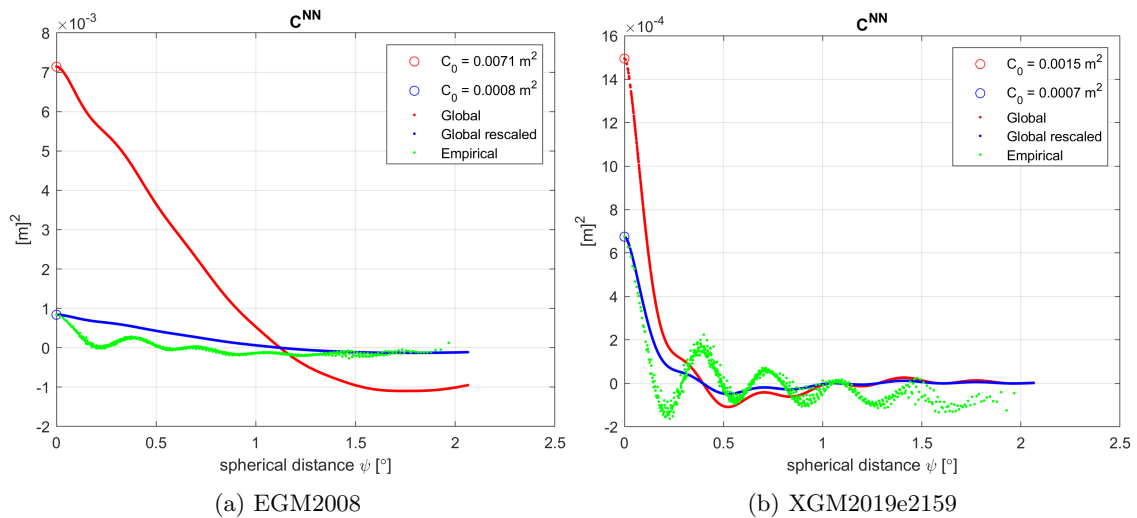 C^NN
×10^-3
8
7
6
5
4
3
2
1
0
-1
-2
[m]^2
0
0.5
1
1.5
2
2.5
spherical distance ψ [°]
C_0 = 0.0071 m^2
C_0 = 0.0008 m^2
Global
Global rescaled
Empirical
(a) EGM2008
C^NN
×10^-4
16
14
12
10
8
6
4
2
0
-2
[m]^2
0
0.5
1
1.5
2
2.5
spherical distance ψ [°]
C_0 = 0.0015 m^2
C_0 = 0.0007 m^2
Global
Global rescaled
Empirical
(b) XGM2019e2159